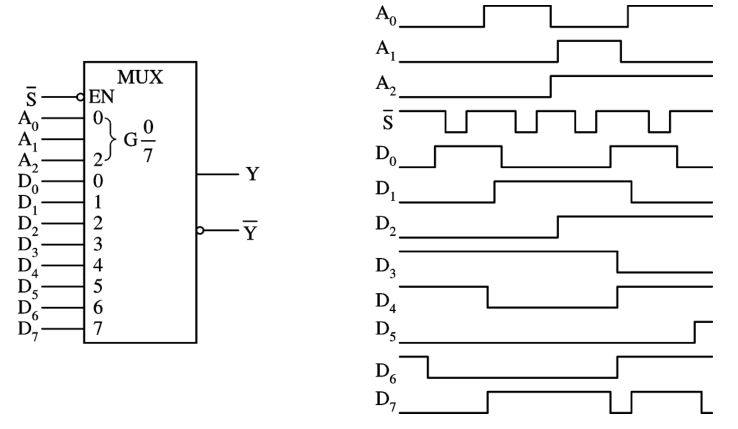 MUX
S̅
EN
A₀
0
A₁
G 0/7
A₂
2
D₀
0
D₁
1
D₂
2
D₃
3
D₄
4
D₅
5
D₆
6
D₇
7
Y
Y̅
A₀
A₁
A₂
S̅
D₀
D₁
D₂
D₃
D₄
D₅
D₆
D₇